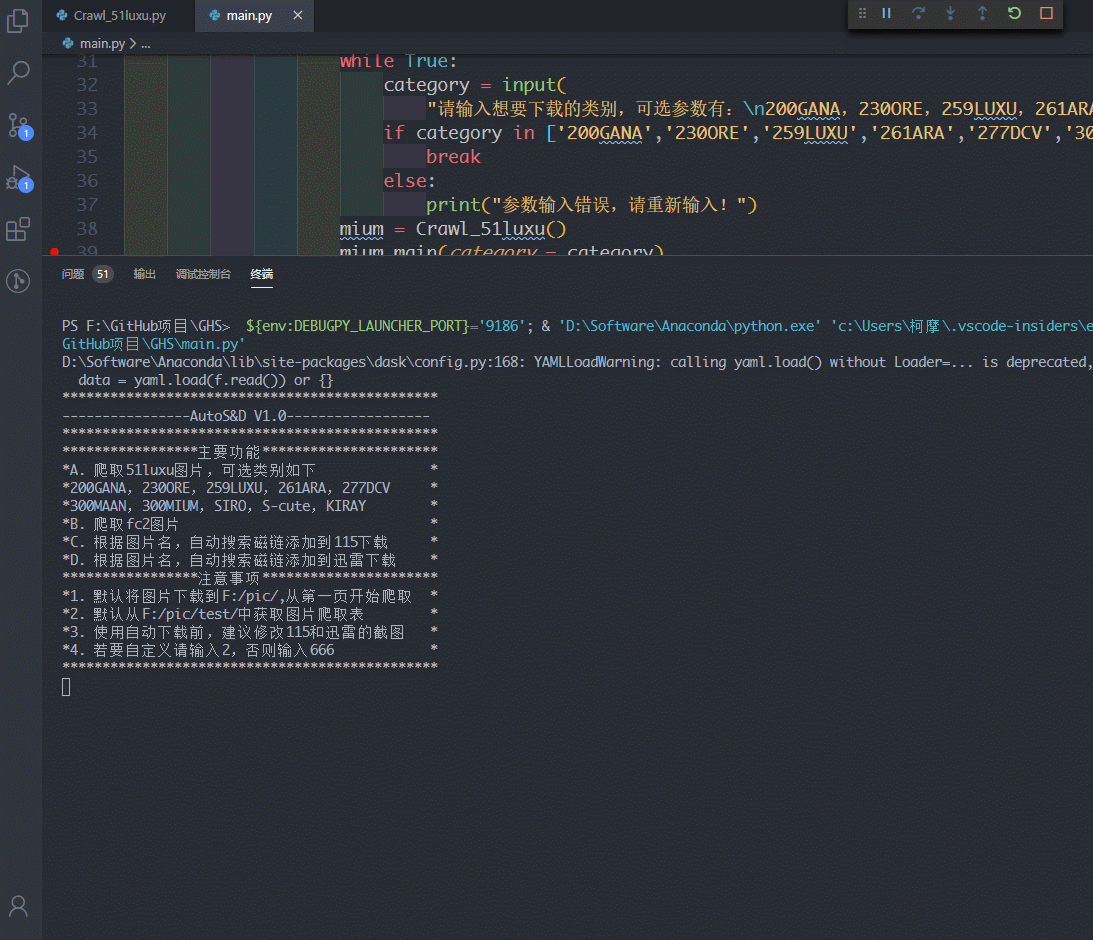 Crawl_51luxu.py
main.py
main.py > ...
31 while True:
32 category = input(
33 "请输入想要下载的类别，可选参数有：\n200GANA，230ORE，259LUXU，261ARA
34 if category in ['200GANA','230ORE','259LUXU','261ARA','277DCV','30
35 break
36 else:
37 print("参数输入错误，请重新输入！")
38 mium = Crawl_51luxu()
39 mium.main(category = category)
1
1
问题 51 输出 调试控制台 终端
PS F:\GitHub项目\GHS> ${env:DEBUGPY_LAUNCHER_PORT}='9186'; & 'D:\Software\Anaconda\python.exe' 'c:\Users\柯摩\.vscode-insiders\e
GitHub项目\GHS\main.py'
D:\Software\Anaconda\lib\site-packages\dask\config.py:168: YAMLLoadWarning: calling yaml.load() without Loader=... is deprecated,
data = yaml.load(f.read()) or {}
***********************************************
----------------AutoS&D V1.0------------------
***********************************************
*****************主要功能**********************
*A. 爬取51luxu图片，可选类别如下 *
*200GANA，230ORE，259LUXU，261ARA，277DCV *
*300MAAN，300MIUM，SIRO，S-cute，KIRAY *
*B. 爬取fc2图片 *
*C. 根据图片名，自动搜索磁链添加到115下载 *
*D. 根据图片名，自动搜索磁链添加到迅雷下载 *
*****************注意事项**********************
*1. 默认将图片下载到F:/pic/,从第一页开始爬取 *
*2. 默认从F:/pic/test/中获取图片爬取表 *
*3. 使用自动下载前，建议修改115和迅雷的截图 *
*4. 若要自定义请输入2，否则输入666 *
***********************************************